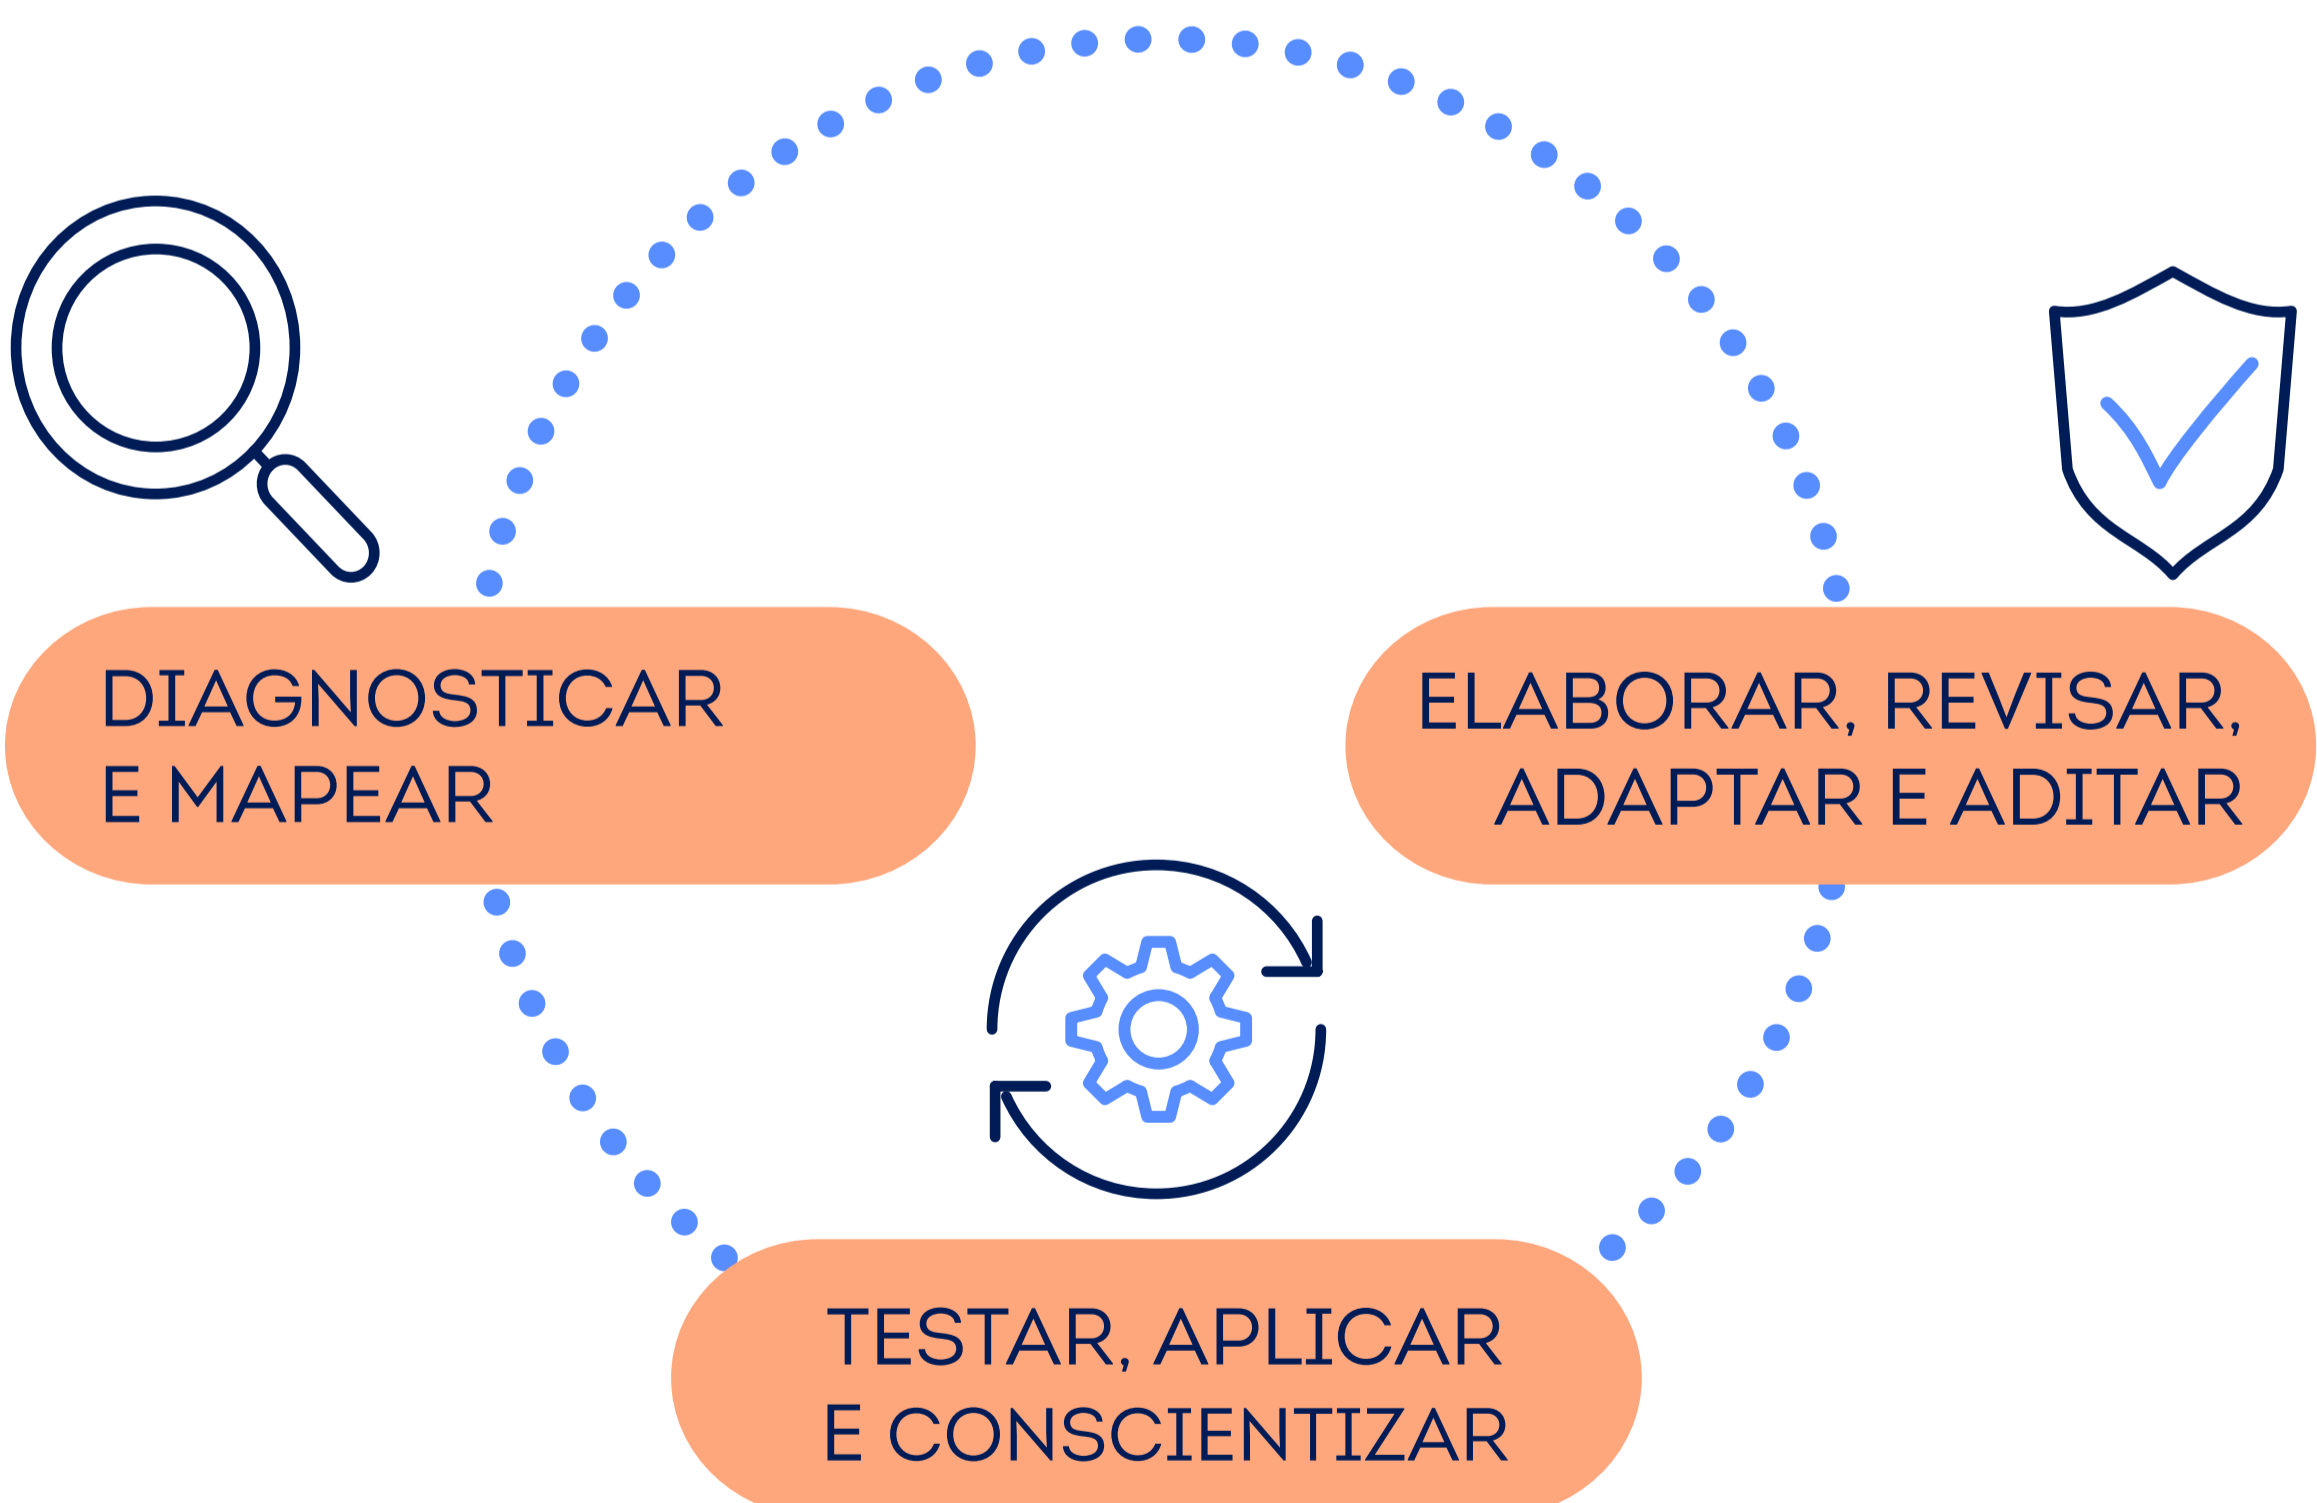 DIAGNOSTICAR
E MAPEAR
ELABORAR, REVISAR,
ADAPTAR E ADITAR
TESTAR, APLICAR
E CONSCIENTIZAR